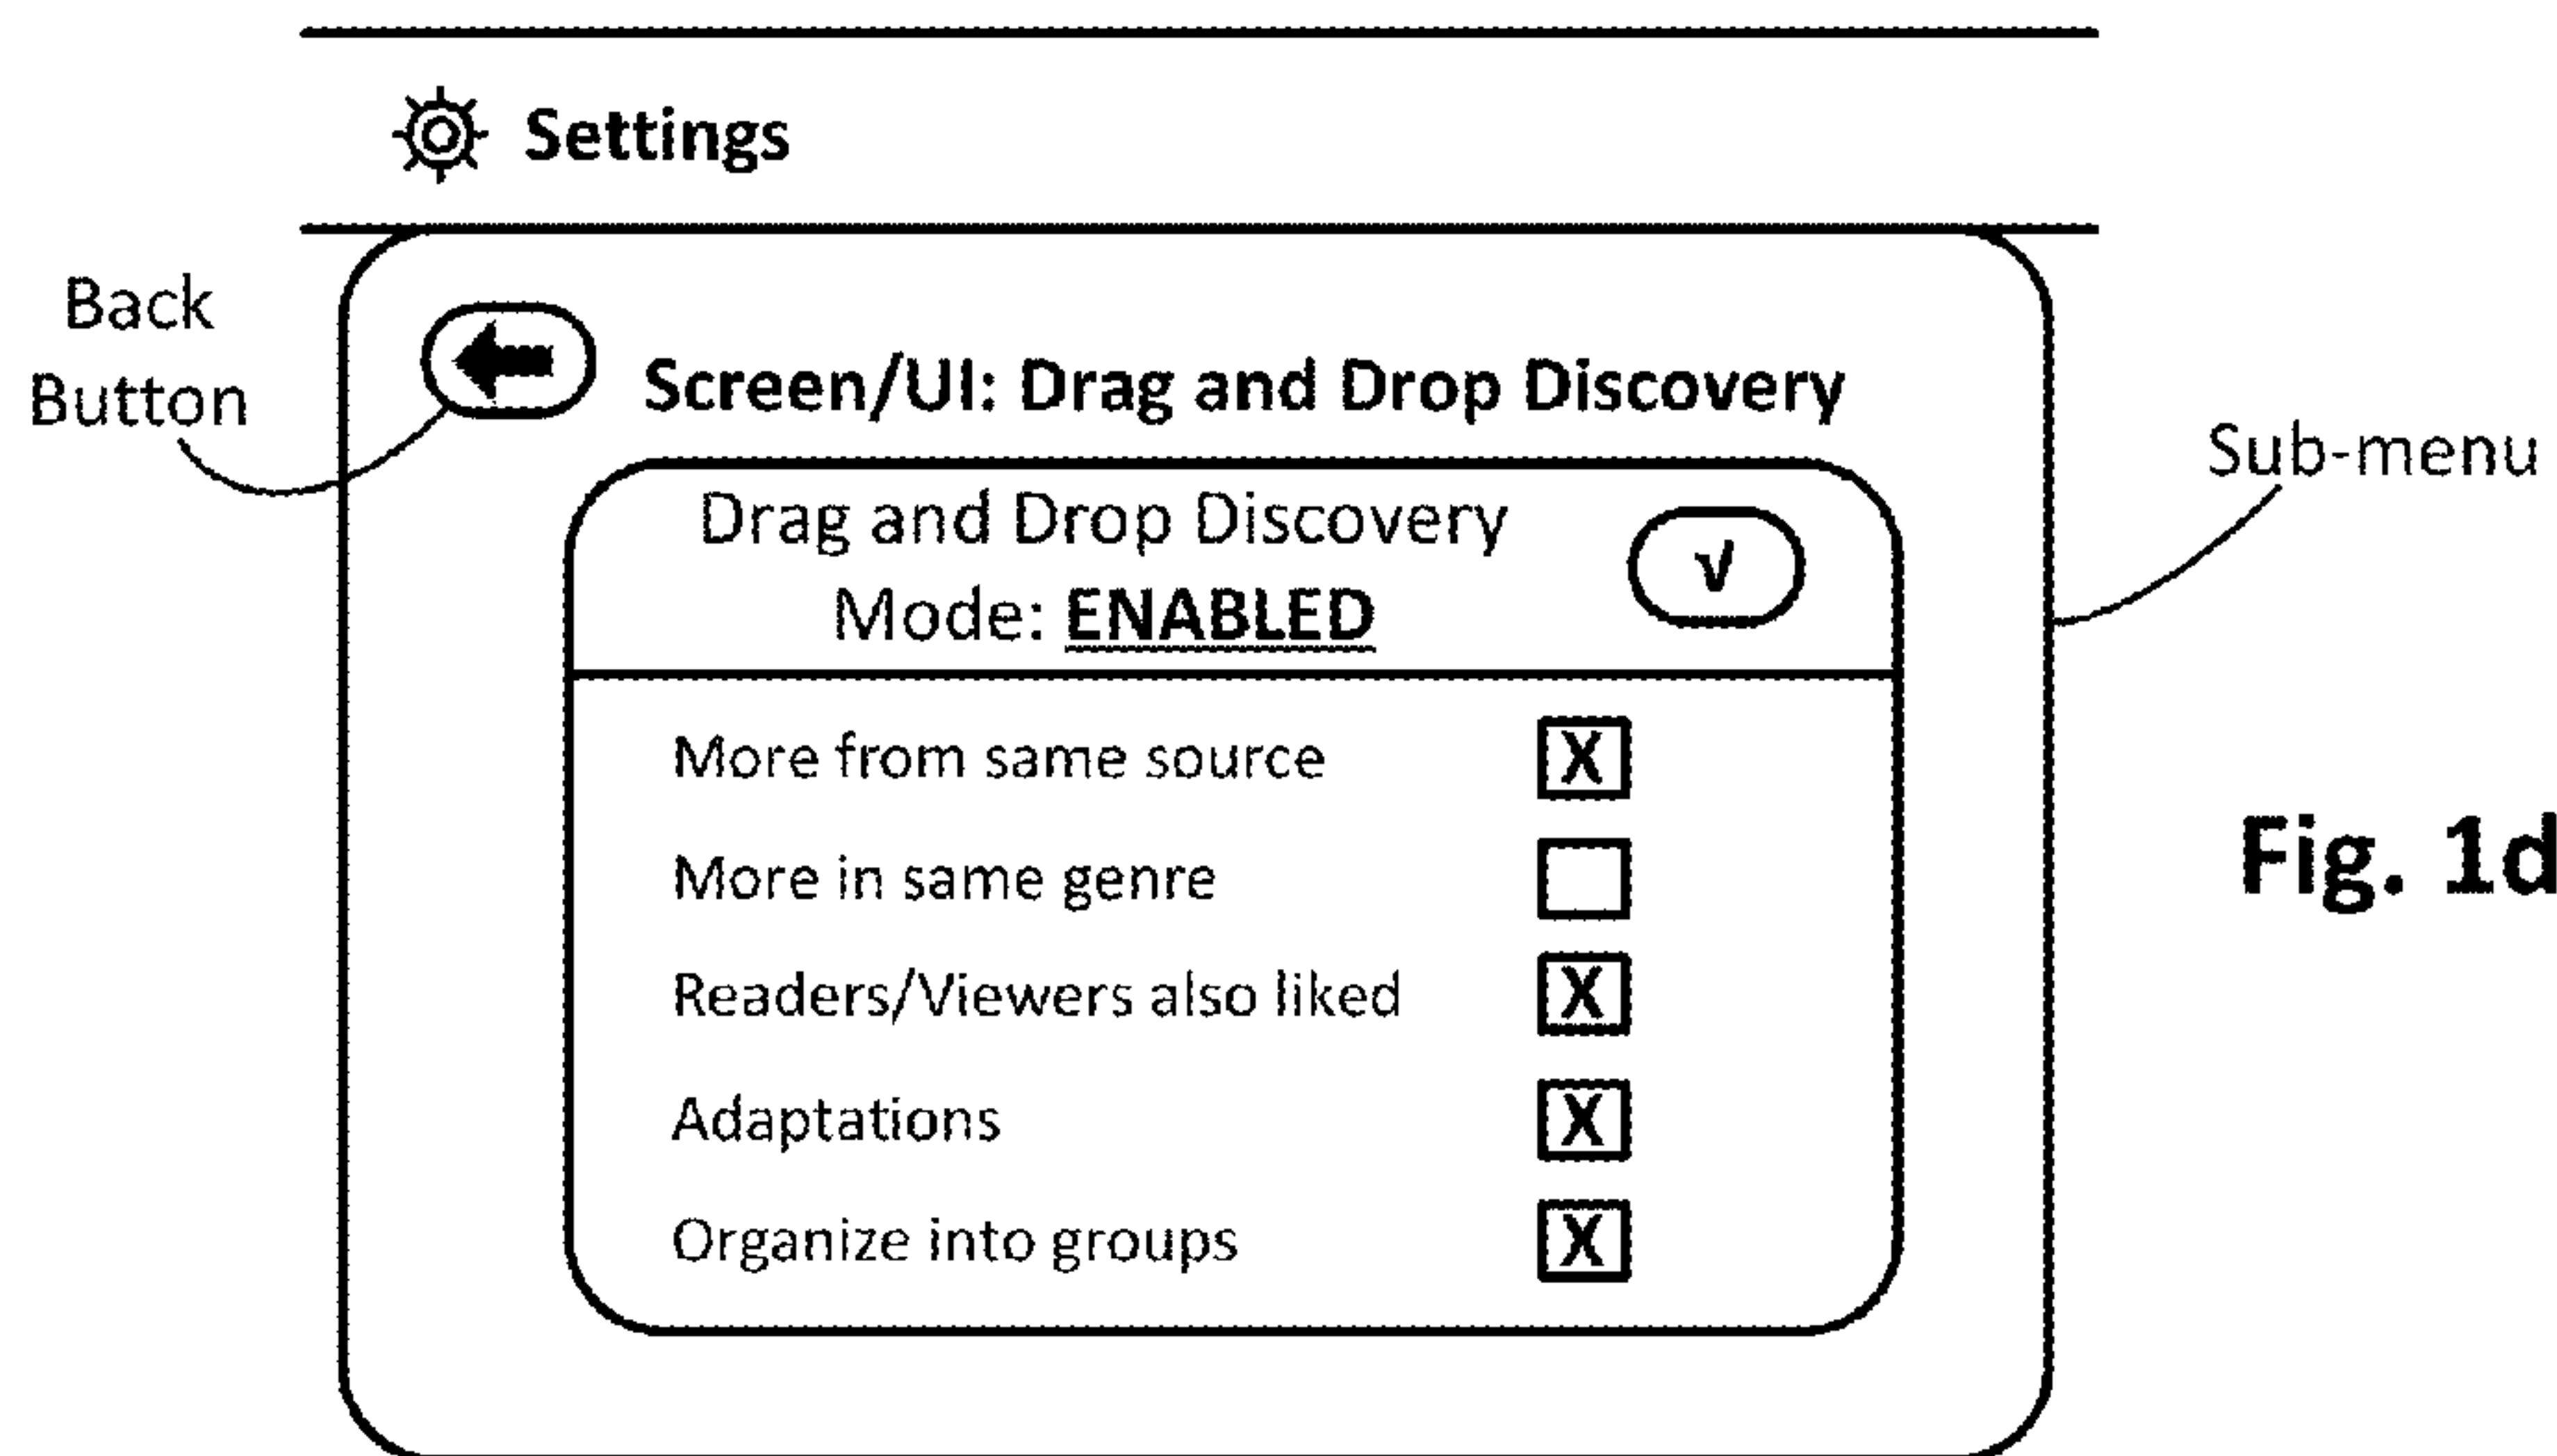 Settings
Back
Button
Screen/UI: Drag and Drop Discovery
Sub-menu
Drag and Drop Discovery
Mode: ENABLED
√
More from same source X
More in same genre
Readers/Viewers also liked X
Adaptations X
Organize into groups X
Fig. 1d